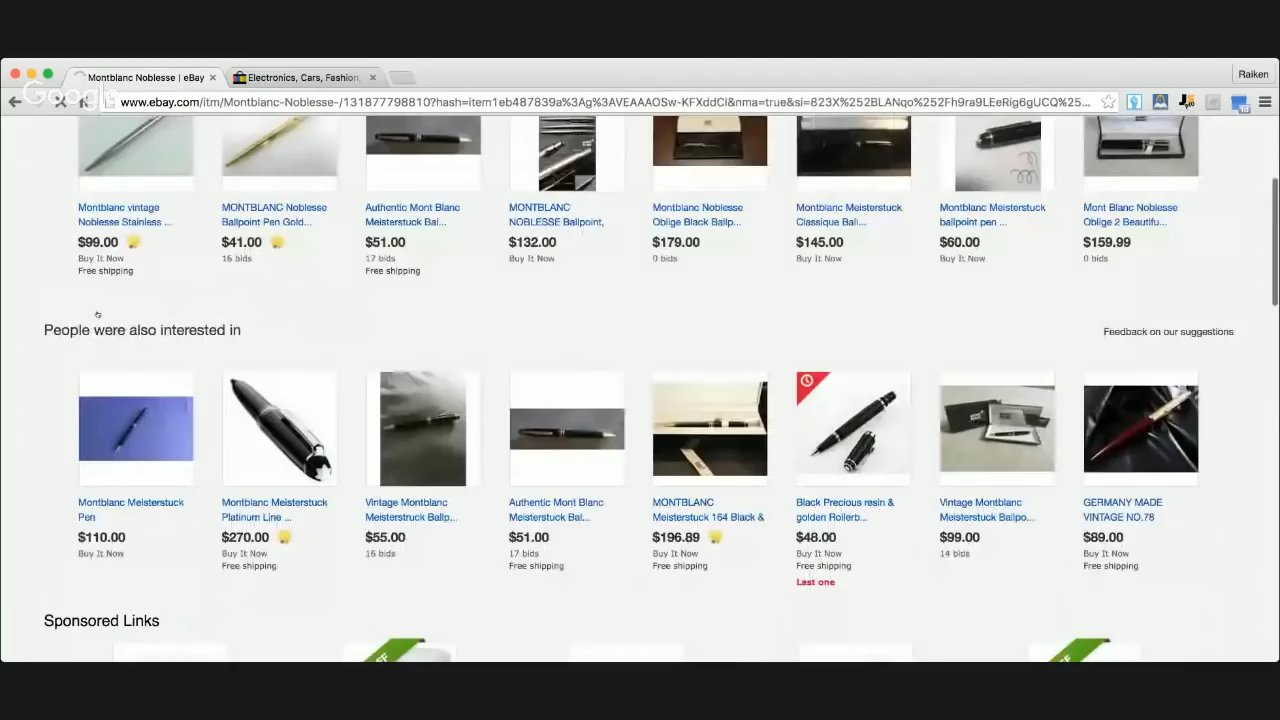 Montblanc Noblesse | eBay
Electronics, Cars, Fashion,
Raiken
Google
www.ebay.com/itm/Montblanc-Noblesse-/131877798810?hash=item1eb487839a%3Ag%3AVEAAAOSw-KFXddCl&nma=true&si=823X%252BLANqo%252Fh9ra9LEeRig6gUCQ%25...
Montblanc vintage
Noblesse Stainless ...
$99.00
Buy It Now
Free shipping
MONTBLANC Noblesse
Ballpoint Pen Gold...
$41.00
16 bids
Authentic Mont Blanc
Meisterstuck Bal...
$51.00
17 bids
Free shipping
MONTBLANC
NOBLESSE Ballpoint,
$132.00
Buy It Now
Montblanc Noblesse
Oblige Black Ballp...
$179.00
0 bids
Montblanc Meisterstuck
Classique Ball...
$145.00
Buy It Now
Montblanc Meisterstuck
ballpoint pen ...
$60.00
Buy It Now
Mont Blanc Noblesse
Oblige 2 Beautifu...
$159.99
0 bids
People were also interested in
Feedback on our suggestions
Montblanc Meisterstuck
Pen
$110.00
Buy It Now
Montblanc Meisterstuck
Platinum Line ...
$270.00
Buy It Now
Free shipping
Vintage Montblanc
Meisterstruck Ballp...
$55.00
16 bids
Authentic Mont Blanc
Meisterstuck Bal...
$51.00
17 bids
Free shipping
MONTBLANC
Meisterstuck 164 Black &
$196.89
Buy It Now
Free shipping
Black Precious resin &
golden Rollerb...
$48.00
Buy It Now
Free shipping
Last one
Vintage Montblanc
Meisterstuck Ballpo...
$99.00
14 bids
GERMANY MADE
VINTAGE NO.78
$89.00
Buy It Now
Free shipping
Sponsored Links